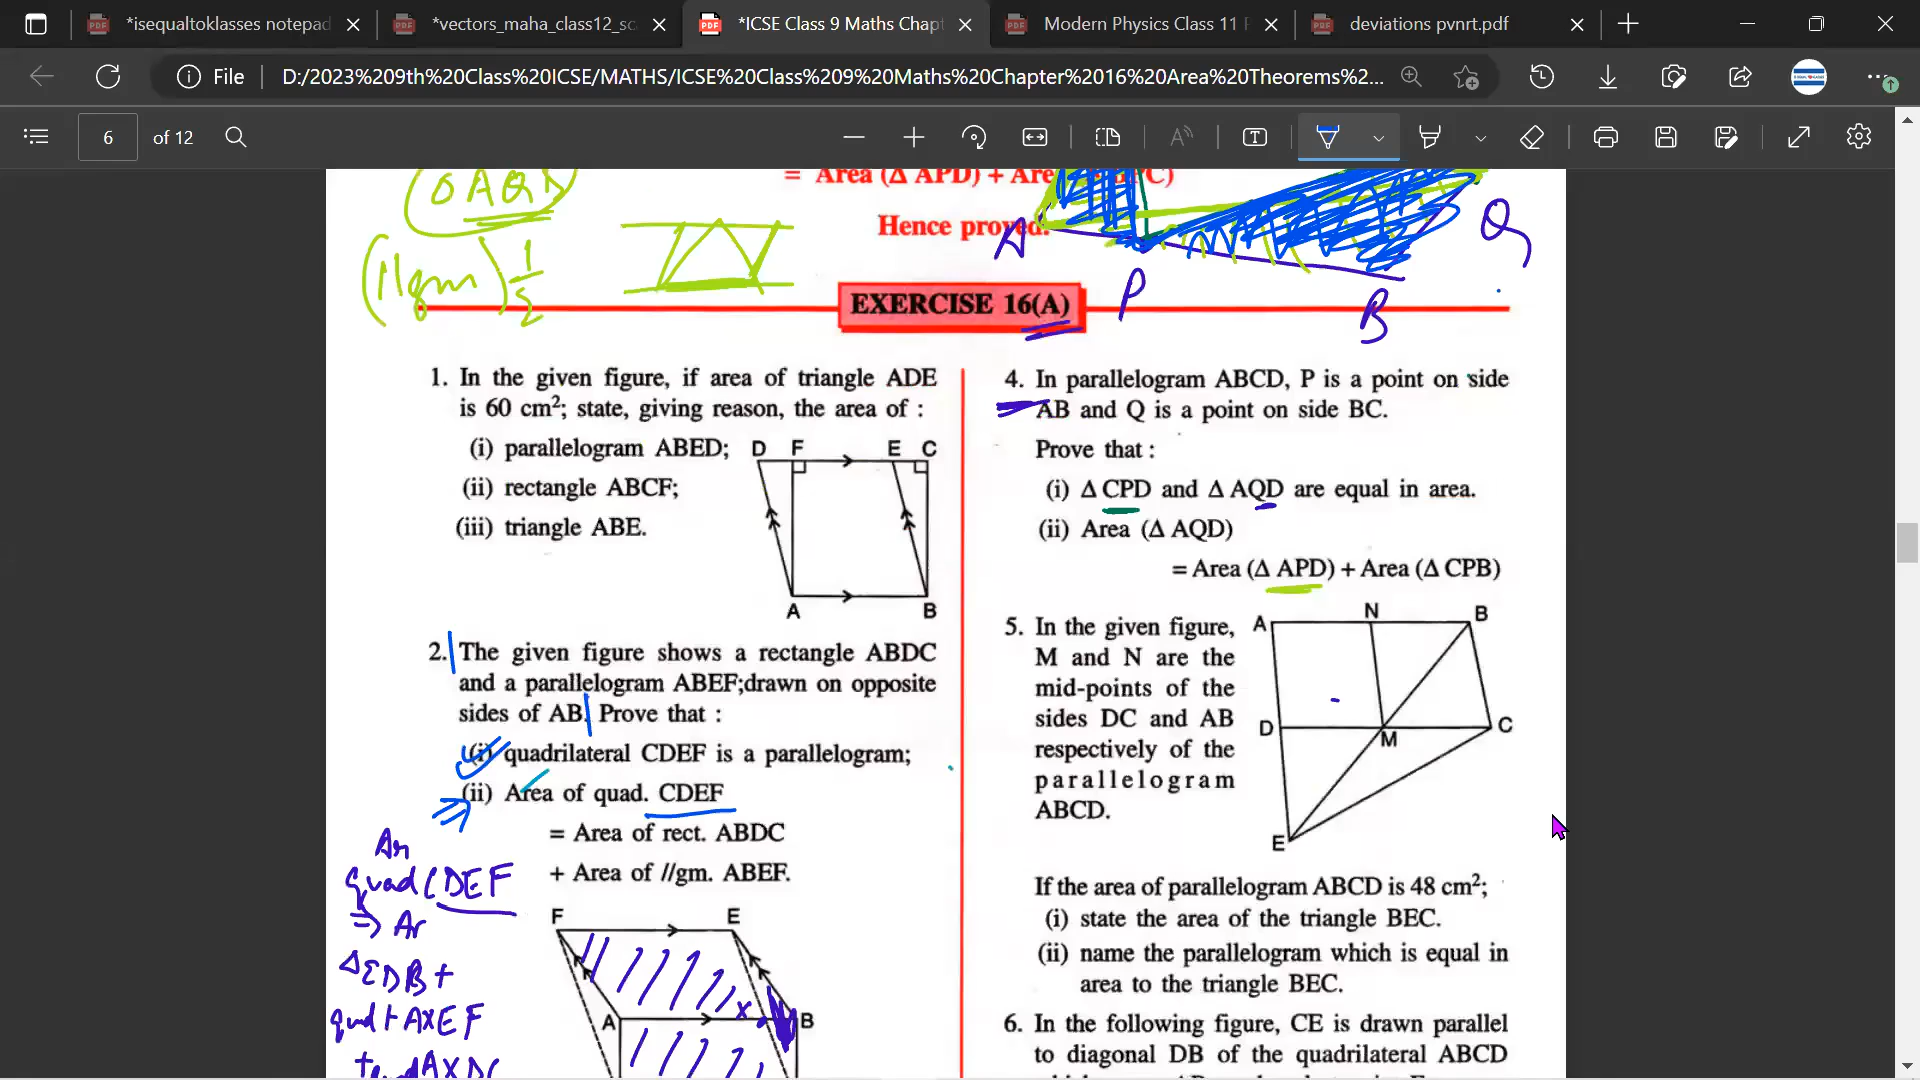 *isequaltoklasses notepad
*vectors_maha_class12_sc
*ICSE Class 9 Maths Chapt
Modern Physics Class 11 P
deviations pvnrt.pdf
File
D:/2023%209th%20Class%20ICSE/MATHS/ICSE%20Class%209%20Maths%20Chapter%2016%20Area%20Theorems%2...
6 of 12
= Area (Δ APD) + Are
Δ AQD
(11gm) 1/2
Hence proved.
A
P
B
Q
EXERCISE 16(A)
1. In the given figure, if area of triangle ADE
is 60 cm²; state, giving reason, the area of :
(i) parallelogram ABED;
(ii) rectangle ABCF;
(iii) triangle ABE.
D F E C
A B
2. The given figure shows a rectangle ABDC
and a parallelogram ABEF;drawn on opposite
sides of AB. Prove that :
(i) quadrilateral CDEF is a parallelogram;
(ii) Area of quad. CDEF
= Area of rect. ABDC
+ Area of //gm. ABEF.
Ar
quad CDEF
⇒ Ar
Δ EDB +
quad AXEF
F E
A x B
4. In parallelogram ABCD, P is a point on side
AB and Q is a point on side BC.
Prove that :
(i) Δ CPD and Δ AQD are equal in area.
(ii) Area (Δ AQD)
= Area (Δ APD) + Area (Δ CPB)
5. In the given figure,
M and N are the
mid-points of the
sides DC and AB
respectively of the
parallelogram
ABCD.
A N B
D M C
E
If the area of parallelogram ABCD is 48 cm²;
(i) state the area of the triangle BEC.
(ii) name the parallelogram which is equal in
area to the triangle BEC.
6. In the following figure, CE is drawn parallel
to diagonal DB of the quadrilateral ABCD